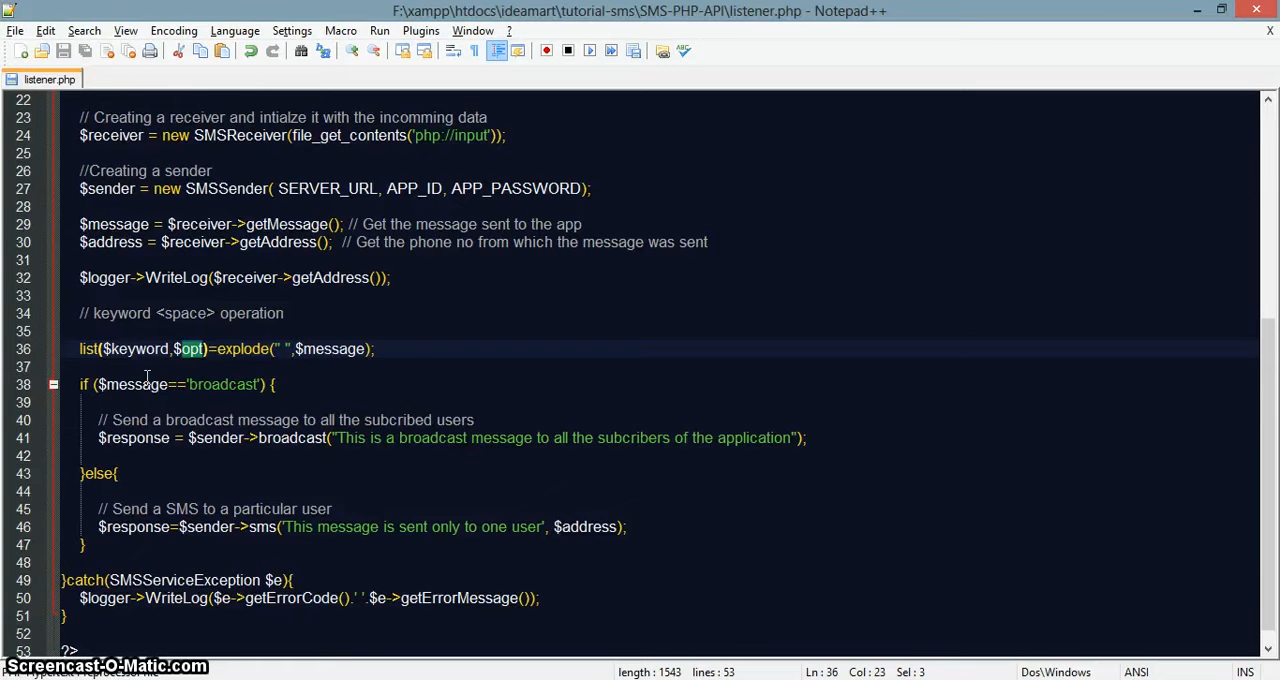 F:\xampp\htdocs\ideamart\tutorial-sms\SMS-PHP-API\listener.php - Notepad++
File Edit Search View Encoding Language Settings Macro Run Plugins Window ? X
listener.php
22
23 // Creating a receiver and intialze it with the incomming data
24 $receiver = new SMSReceiver(file_get_contents('php://input'));
25
26 //Creating a sender
27 $sender = new SMSSender( SERVER_URL, APP_ID, APP_PASSWORD);
28
29 $message = $receiver->getMessage(); // Get the message sent to the app
30 $address = $receiver->getAddress(); // Get the phone no from which the message was sent
31
32 $logger->WriteLog($receiver->getAddress());
33
34 // keyword <space> operation
35
36 list($keyword,$opt)=explode(" ",$message);
37
38 if ($message=='broadcast') {
39
40 // Send a broadcast message to all the subcribed users
41 $response = $sender->broadcast("This is a broadcast message to all the subcribers of the application");
42
43 }else{
44
45 // Send a SMS to a particular user
46 $response=$sender->sms('This message is sent only to one user', $address);
47 }
48
49 }catch(SMSServiceException $e){
50 $logger->WriteLog($e->getErrorCode().' '.$e->getErrorMessage());
51 }
52
53 ?>
Screencast-O-Matic.com
length : 1543 lines : 53 Ln : 36 Col : 23 Sel : 3 Dos\Windows ANSI INS